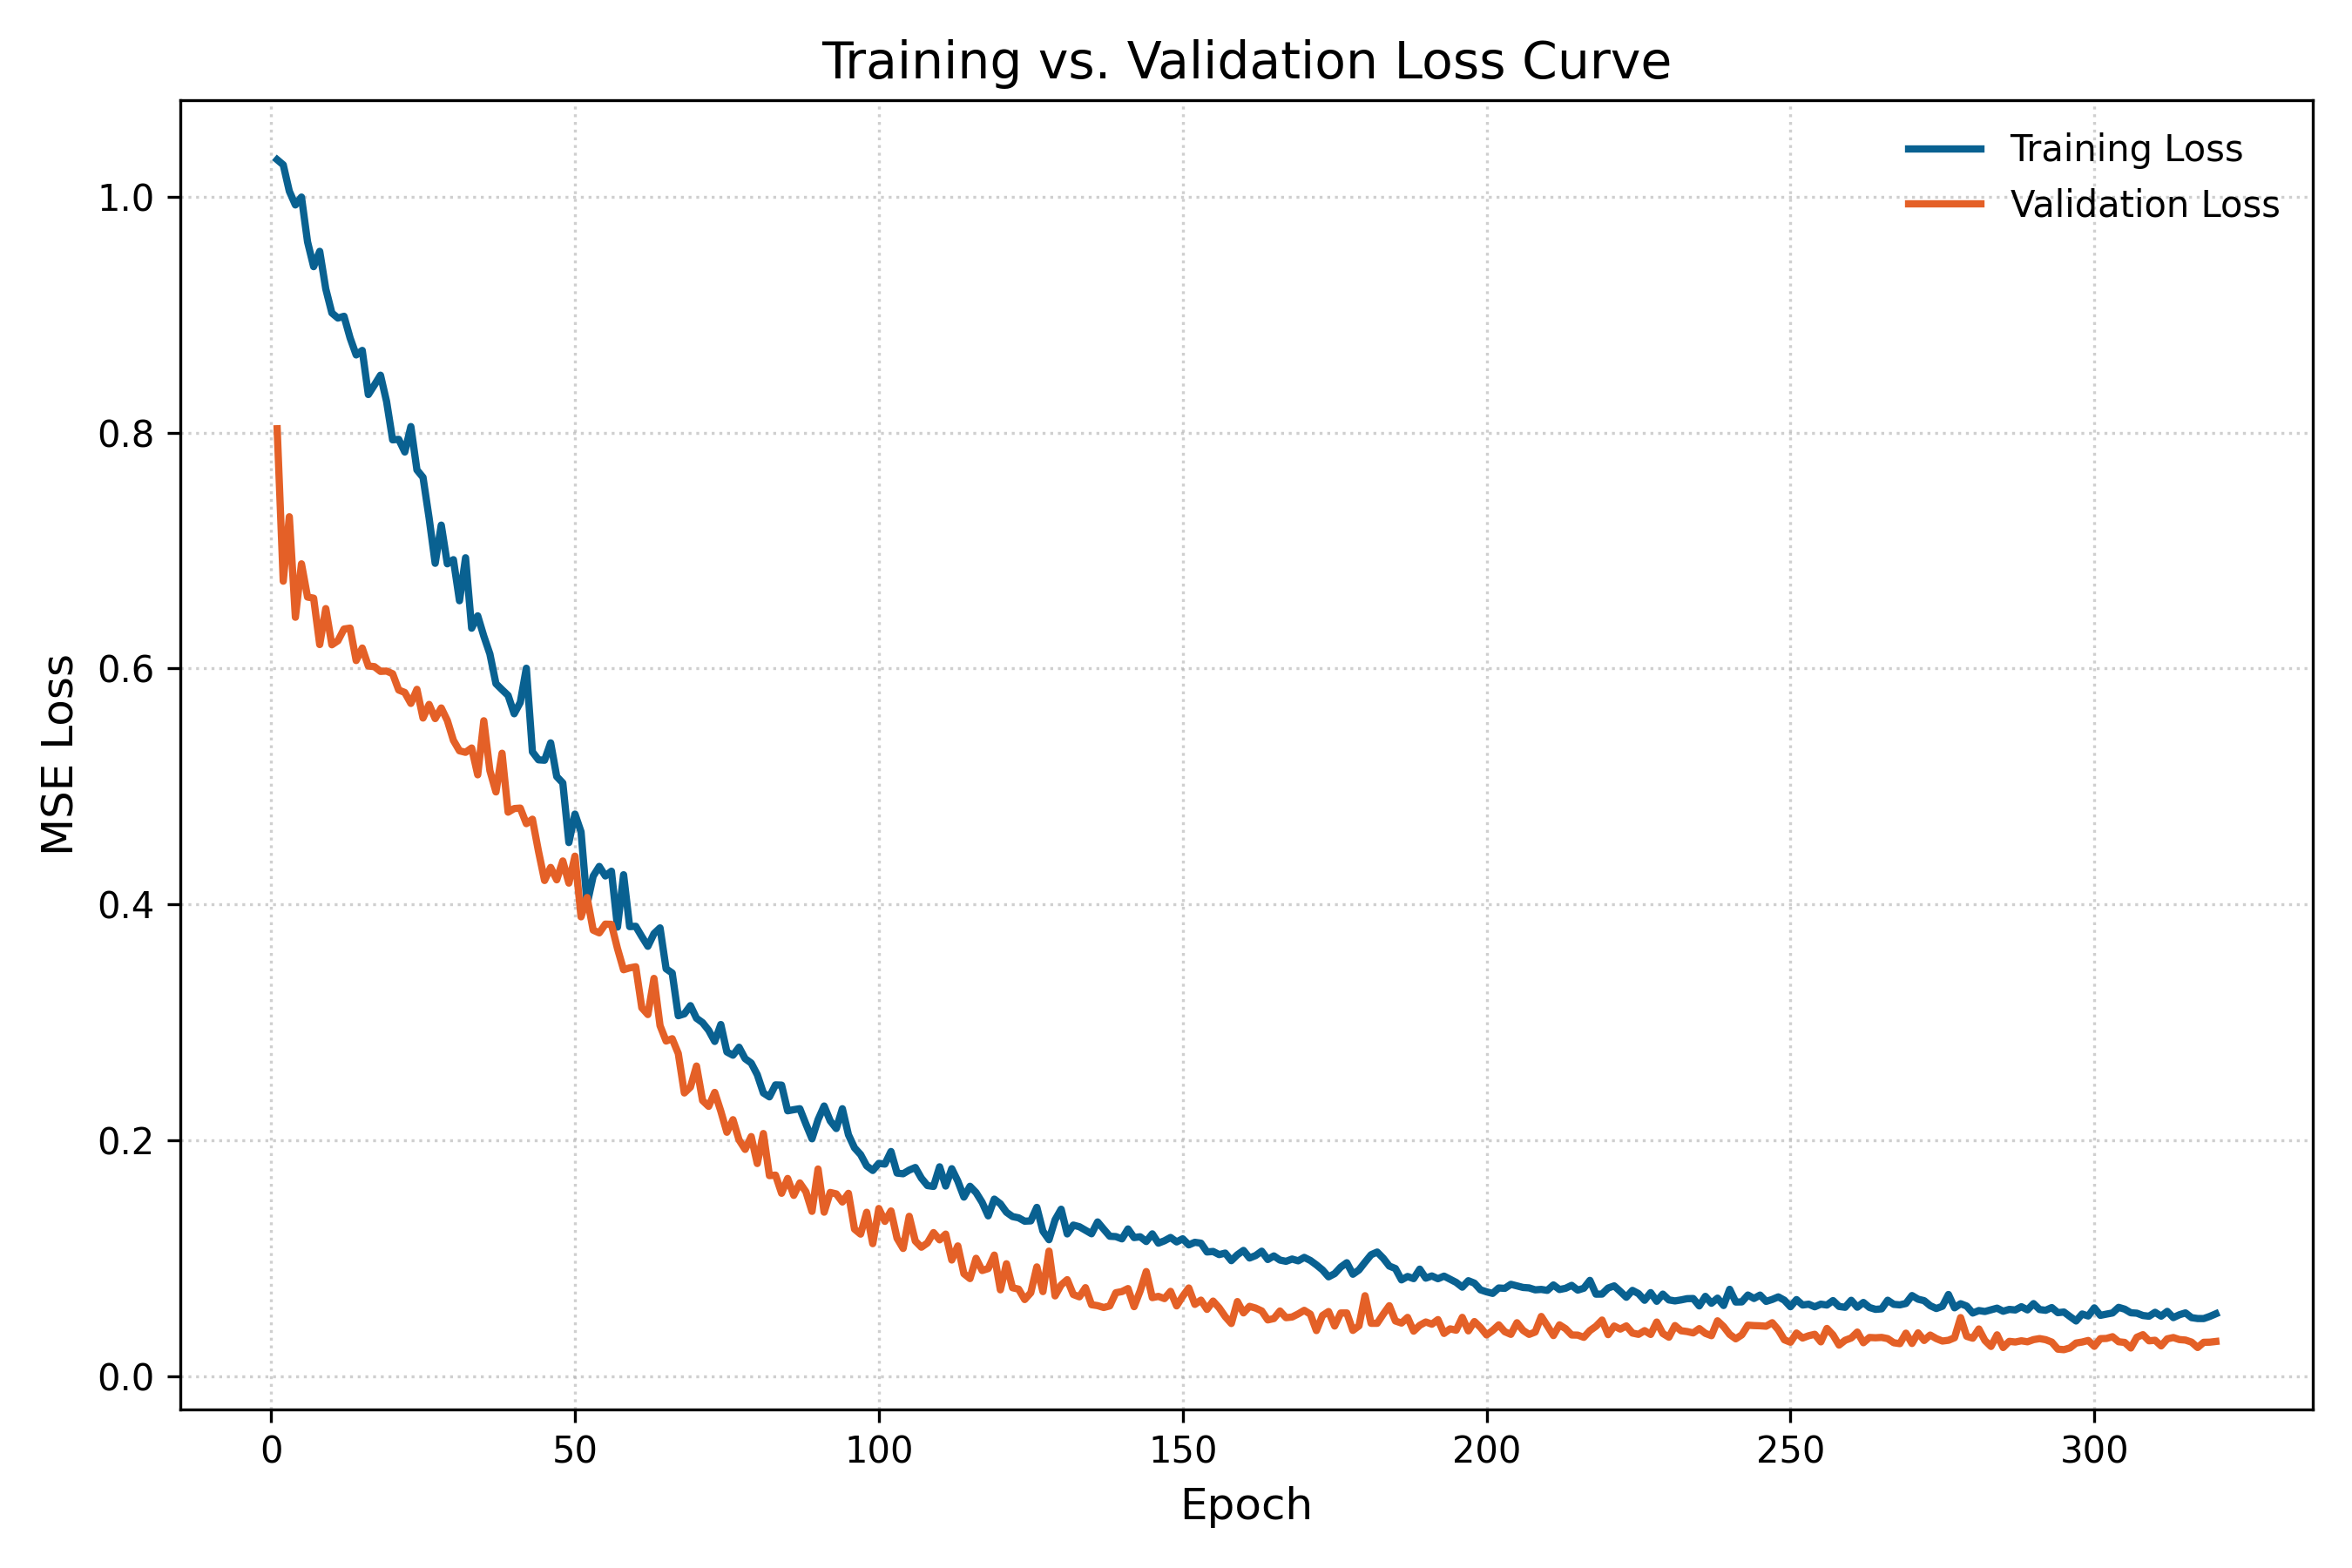 Training vs. Validation Loss Curve
Training Loss
Validation Loss
MSE Loss
1.0
0.8
0.6
0.4
0.2
0.0
0 50 100 150 200 250 300
Epoch